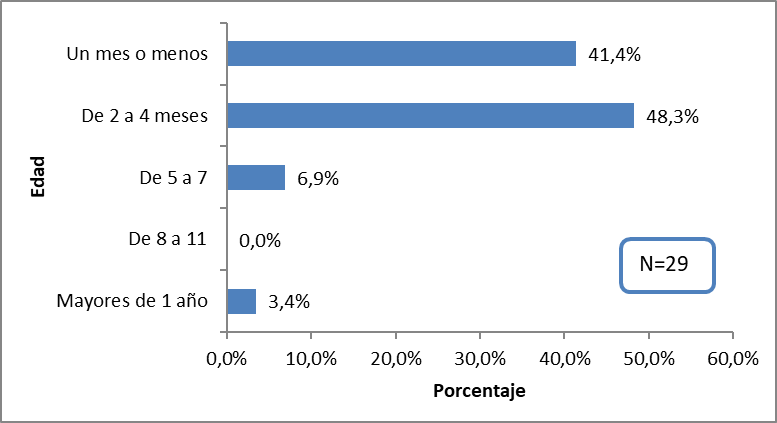 Un mes o menos
41,4%
De 2 a 4 meses
48,3%
De 5 a 7
6,9%
De 8 a 11
0,0%
Mayores de 1 año
3,4%
Edad
N=29
0,0%
10,0%
20,0%
30,0%
40,0%
50,0%
60,0%
Porcentaje